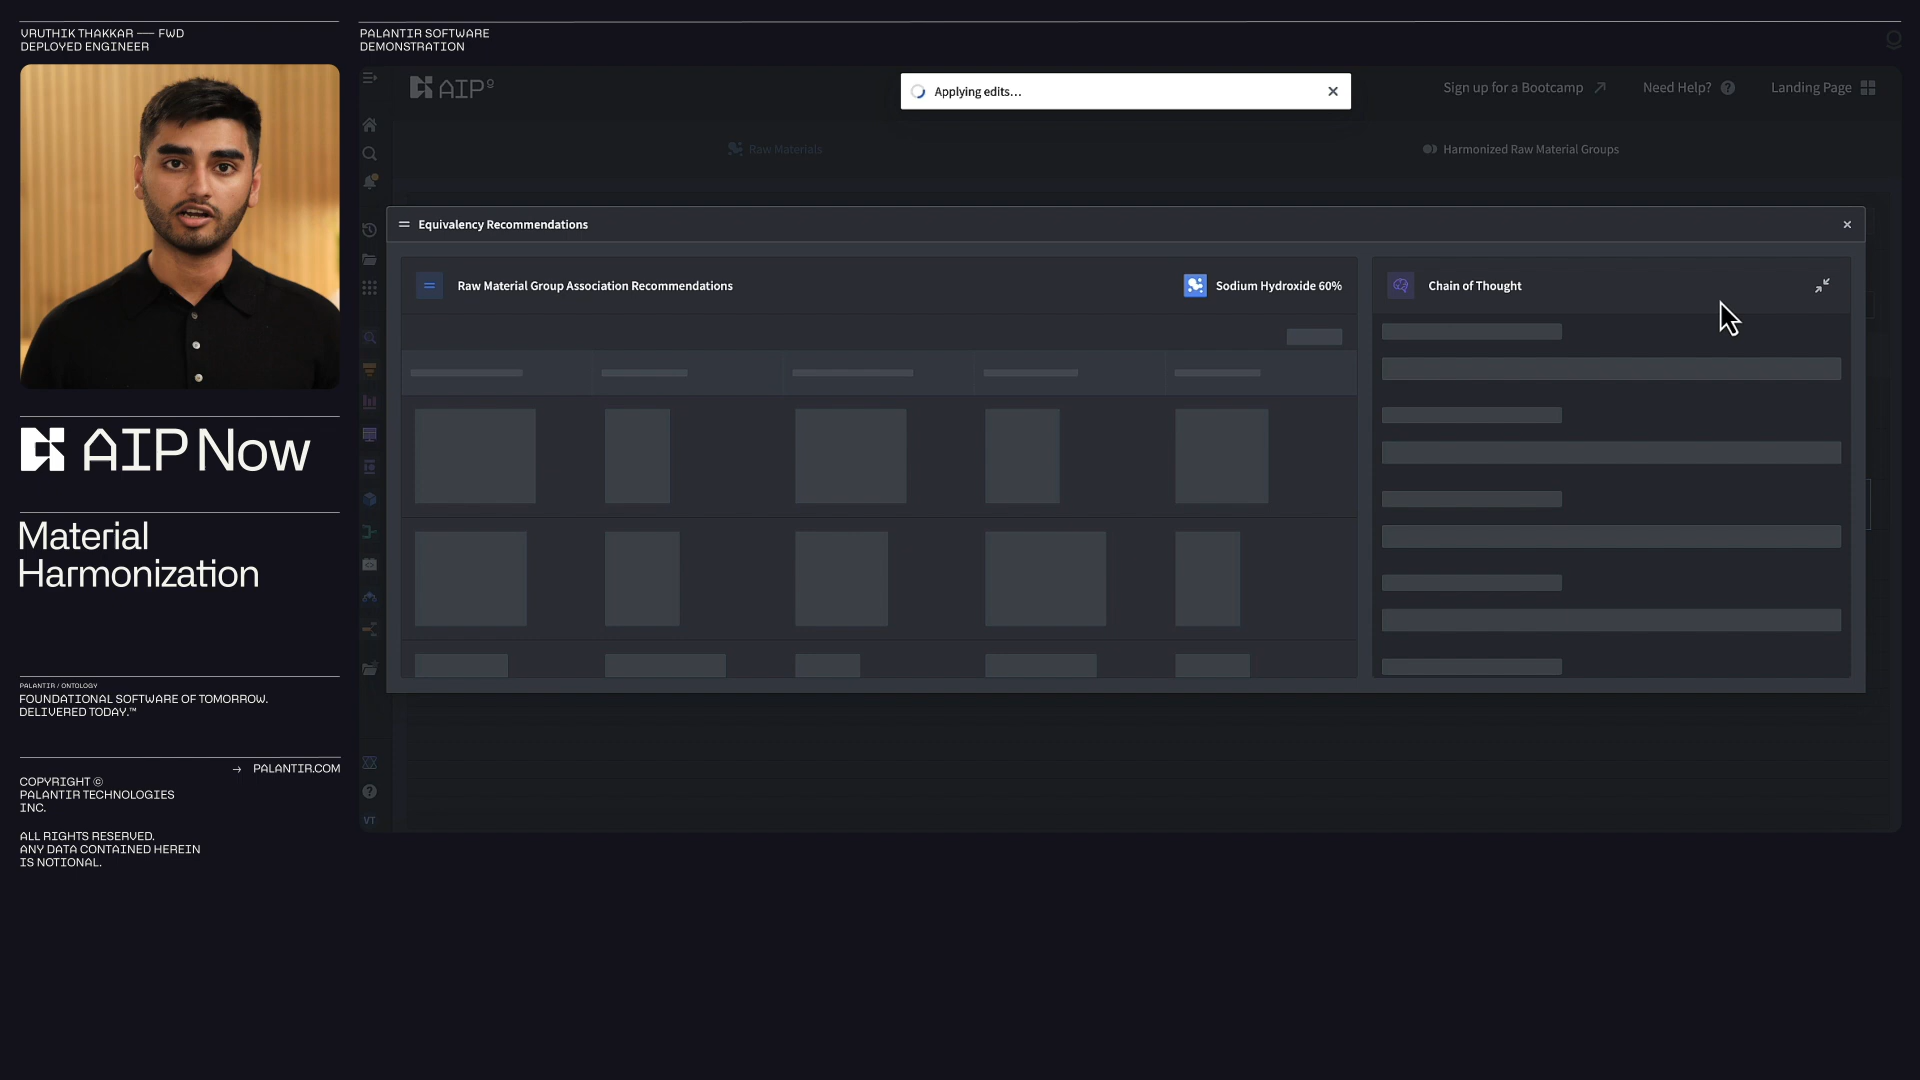 VRUTHIK THAKKAR — FWD
DEPLOYED ENGINEER
PALANTIR SOFTWARE
DEMONSTRATION
AIP
Applying edits…
Sign up for a Bootcamp
Need Help?
Landing Page
Raw Materials
Harmonized Raw Material Groups
Equivalency Recommendations
Raw Material Group Association Recommendations
Sodium Hydroxide 60%
Chain of Thought
AIP Now
Material
Harmonization
PALANTIR / ONTOLOGY
FOUNDATIONAL SOFTWARE OF TOMORROW.
DELIVERED TODAY.™
→ PALANTIR.COM
COPYRIGHT ©
PALANTIR TECHNOLOGIES
INC.
ALL RIGHTS RESERVED.
ANY DATA CONTAINED HEREIN
IS NOTIONAL.
VT